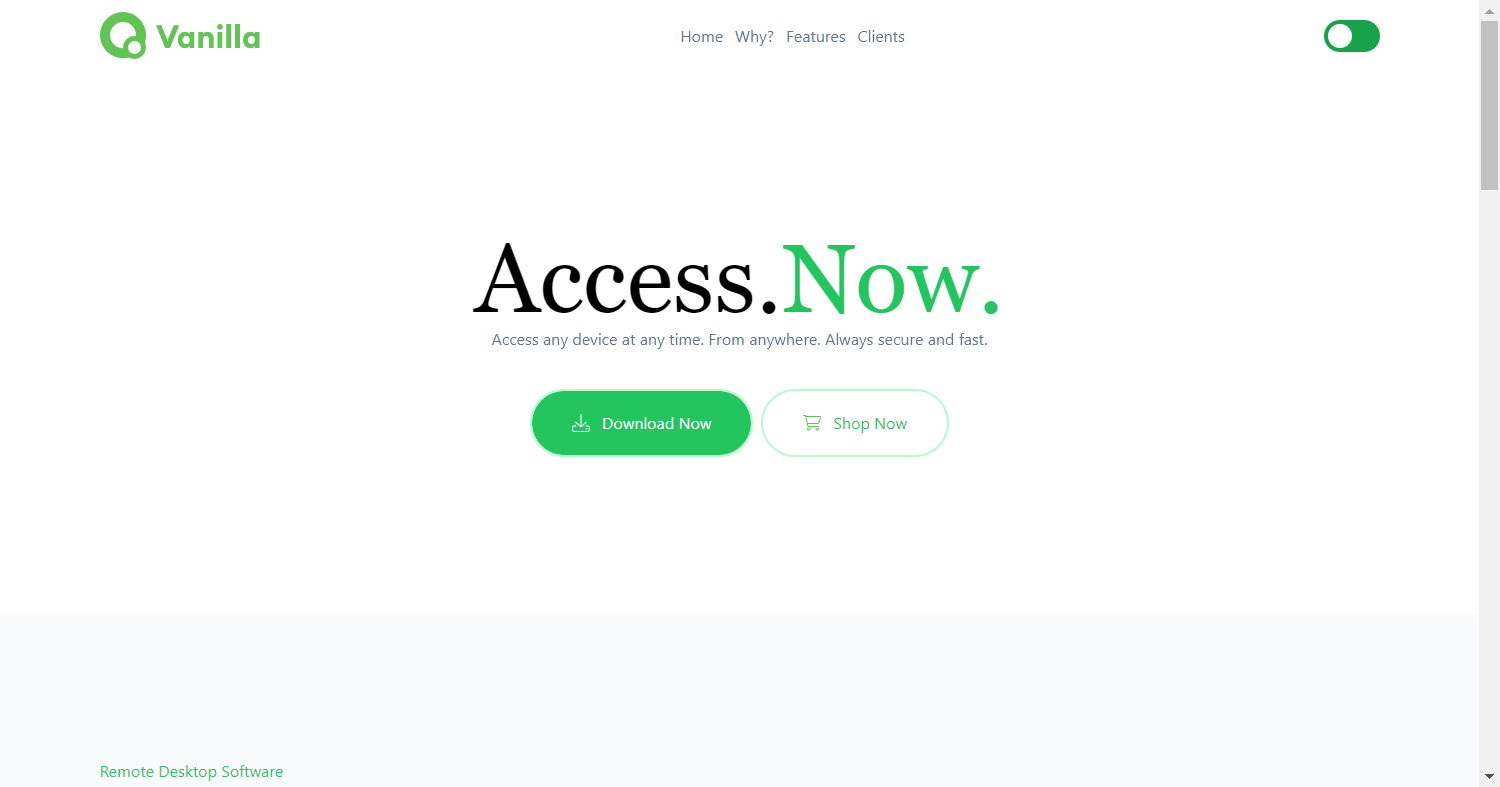 Vanilla
Home Why? Features Clients
Access.Now.
Access any device at any time. From anywhere. Always secure and fast.
Download Now
Shop Now
Remote Desktop Software